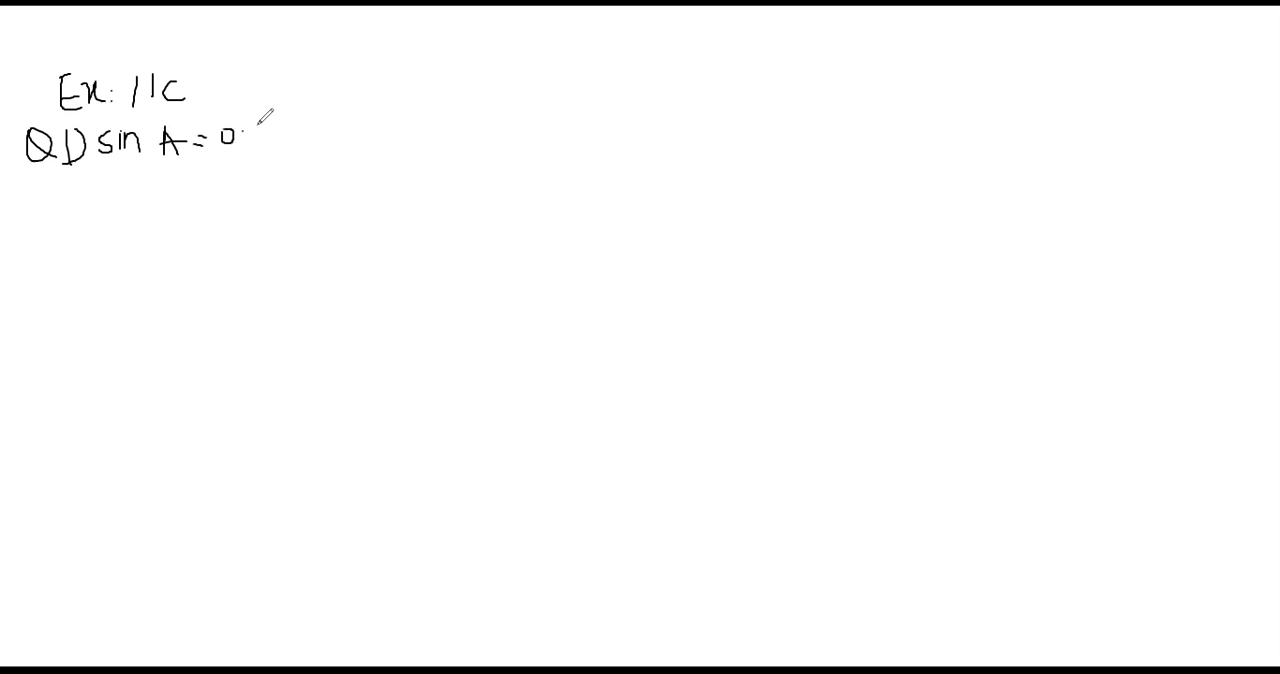 Ex: 11C
Q1) sin A = 0.